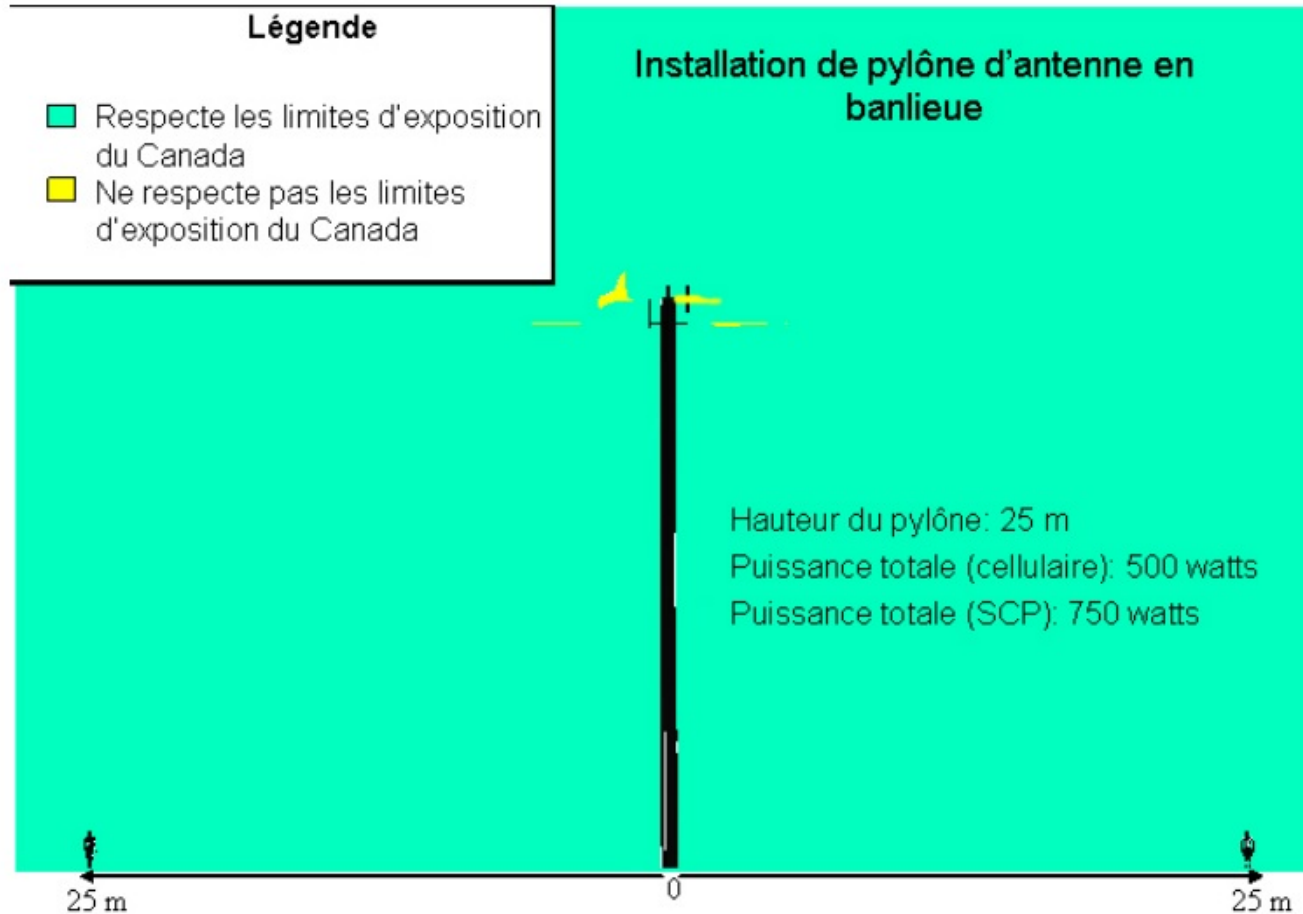 Légende
Respecte les limites d'exposition
du Canada
Ne respecte pas les limites
d'exposition du Canada
Installation de pylône d'antenne en
banlieue
Hauteur du pylône: 25 m
Puissance totale (cellulaire): 500 watts
Puissance totale (SCP): 750 watts
25 m
0
25 m